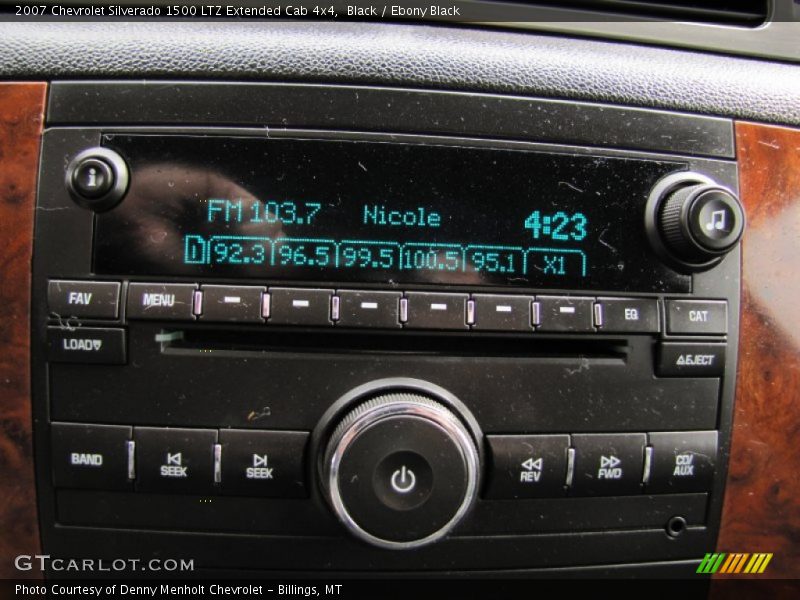 2007 Chevrolet Silverado 1500 LTZ Extended Cab 4x4, Black / Ebony Black
i
FM 103.7 Nicole 4:23
D 92.3 96.5 99.5 100.5 95.1 X1
FAV MENU EQ CAT
LOAD EJECT
BAND SEEK SEEK REV FWD CD/AUX
GTCARLOT.COM
Photo Courtesy of Denny Menholt Chevrolet - Billings, MT